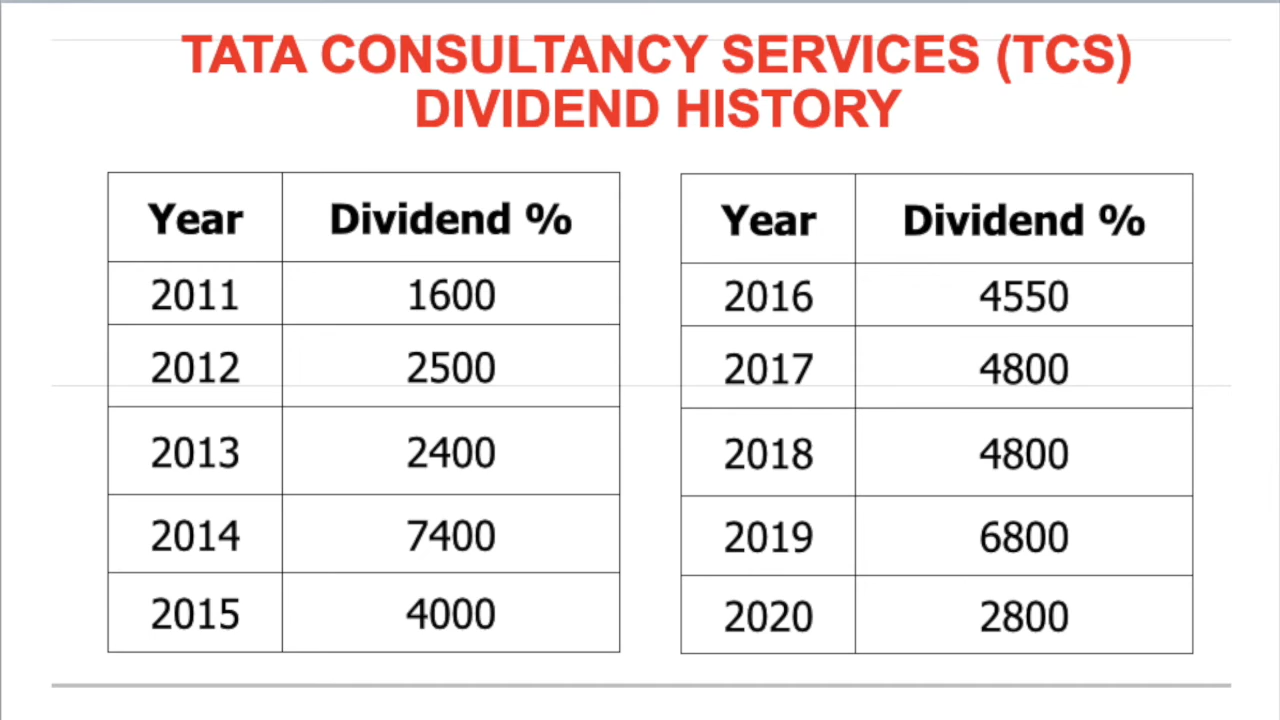 TATA CONSULTANCY SERVICES (TCS)
DIVIDEND HISTORY
Year Dividend %
2011 1600
2012 2500
2013 2400
2014 7400
2015 4000
Year Dividend %
2016 4550
2017 4800
2018 4800
2019 6800
2020 2800